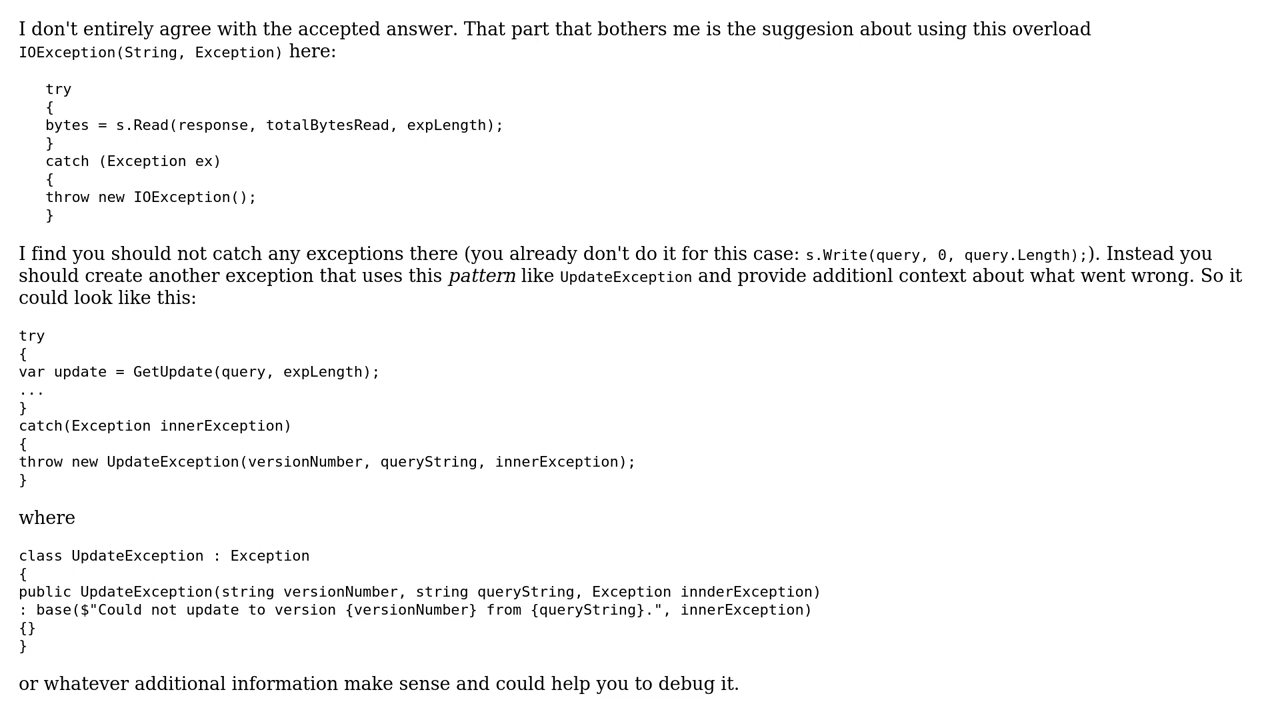 I don't entirely agree with the accepted answer. That part that bothers me is the suggesion about using this overload
IOException(String, Exception) here:
try
{
bytes = s.Read(response, totalBytesRead, expLength);
}
catch (Exception ex)
{
throw new IOException();
}
I find you should not catch any exceptions there (you already don't do it for this case: s.Write(query, 0, query.Length);). Instead you
should create another exception that uses this pattern like UpdateException and provide additionl context about what went wrong. So it
could look like this:
try
{
var update = GetUpdate(query, expLength);
...
}
catch(Exception innerException)
{
throw new UpdateException(versionNumber, queryString, innerException);
}
where
class UpdateException : Exception
{
public UpdateException(string versionNumber, string queryString, Exception innderException)
: base($"Could not update to version {versionNumber} from {queryString}.", innerException)
{}
}
or whatever additional information make sense and could help you to debug it.